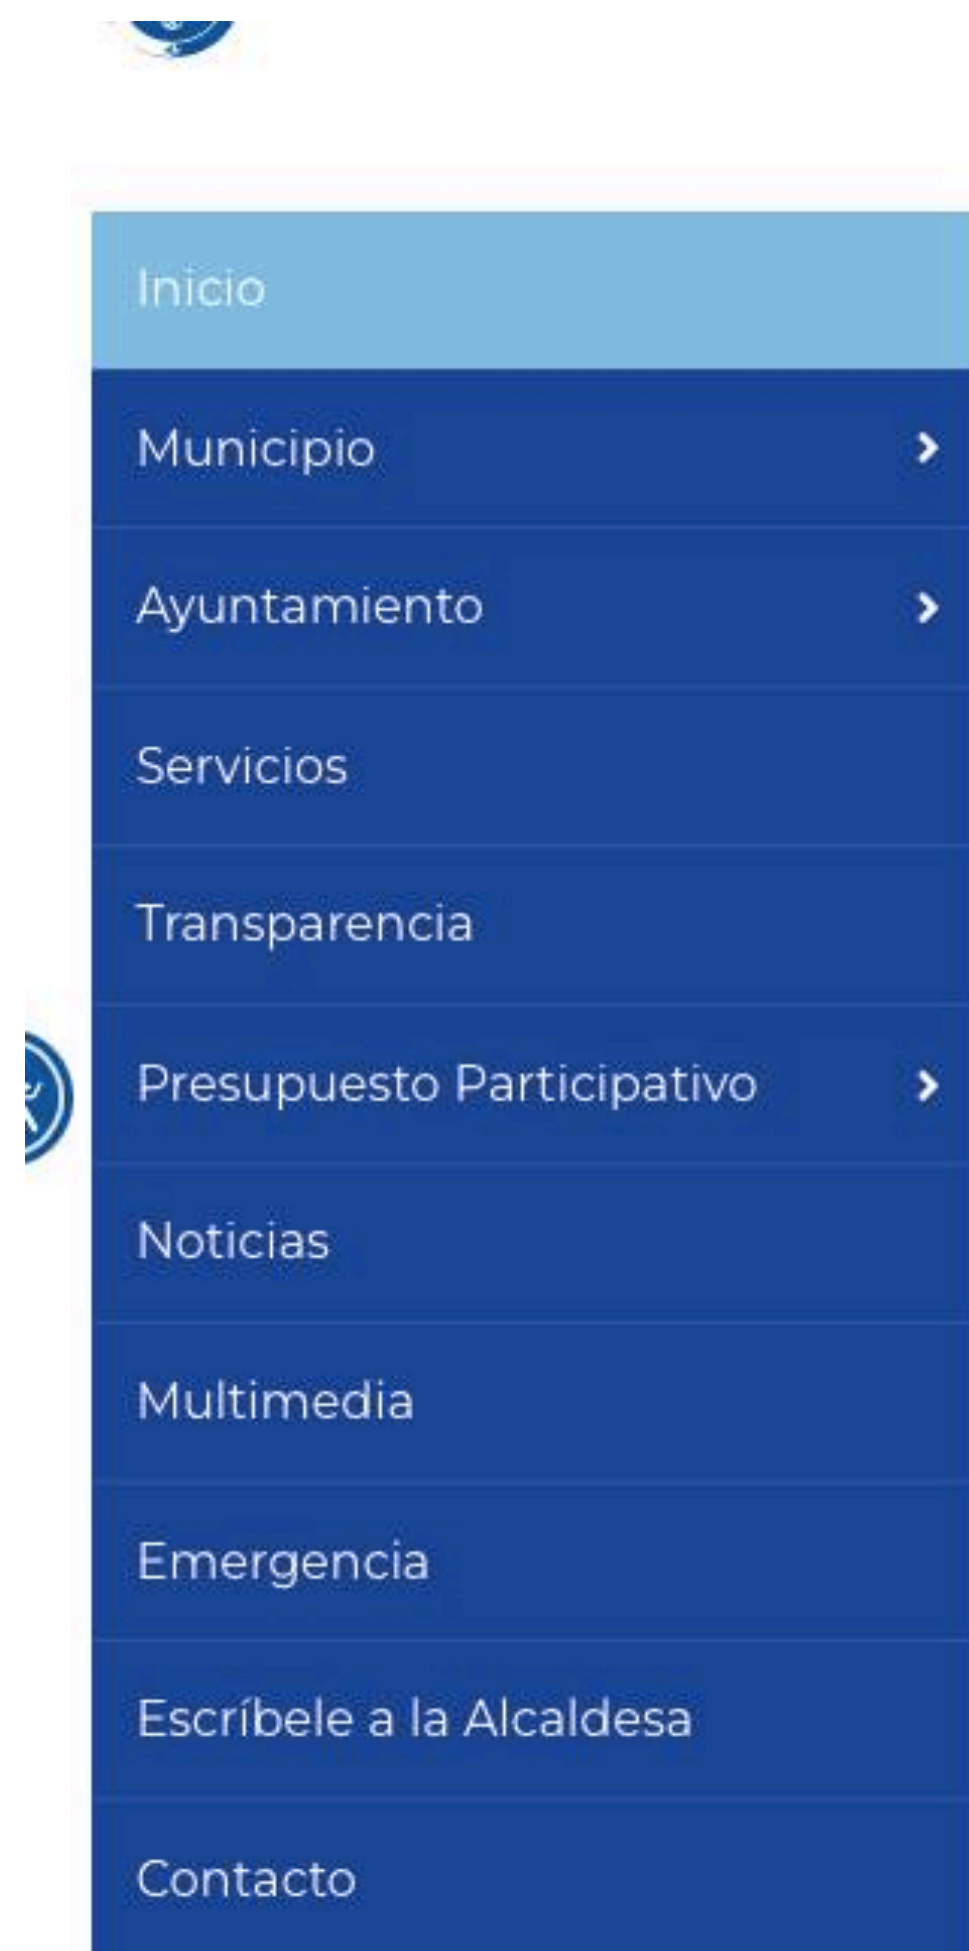 Inicio
Municipio
Ayuntamiento
Servicios
Transparencia
Presupuesto Participativo
Noticias
Multimedia
Emergencia
Escríbele a la Alcaldesa
Contacto